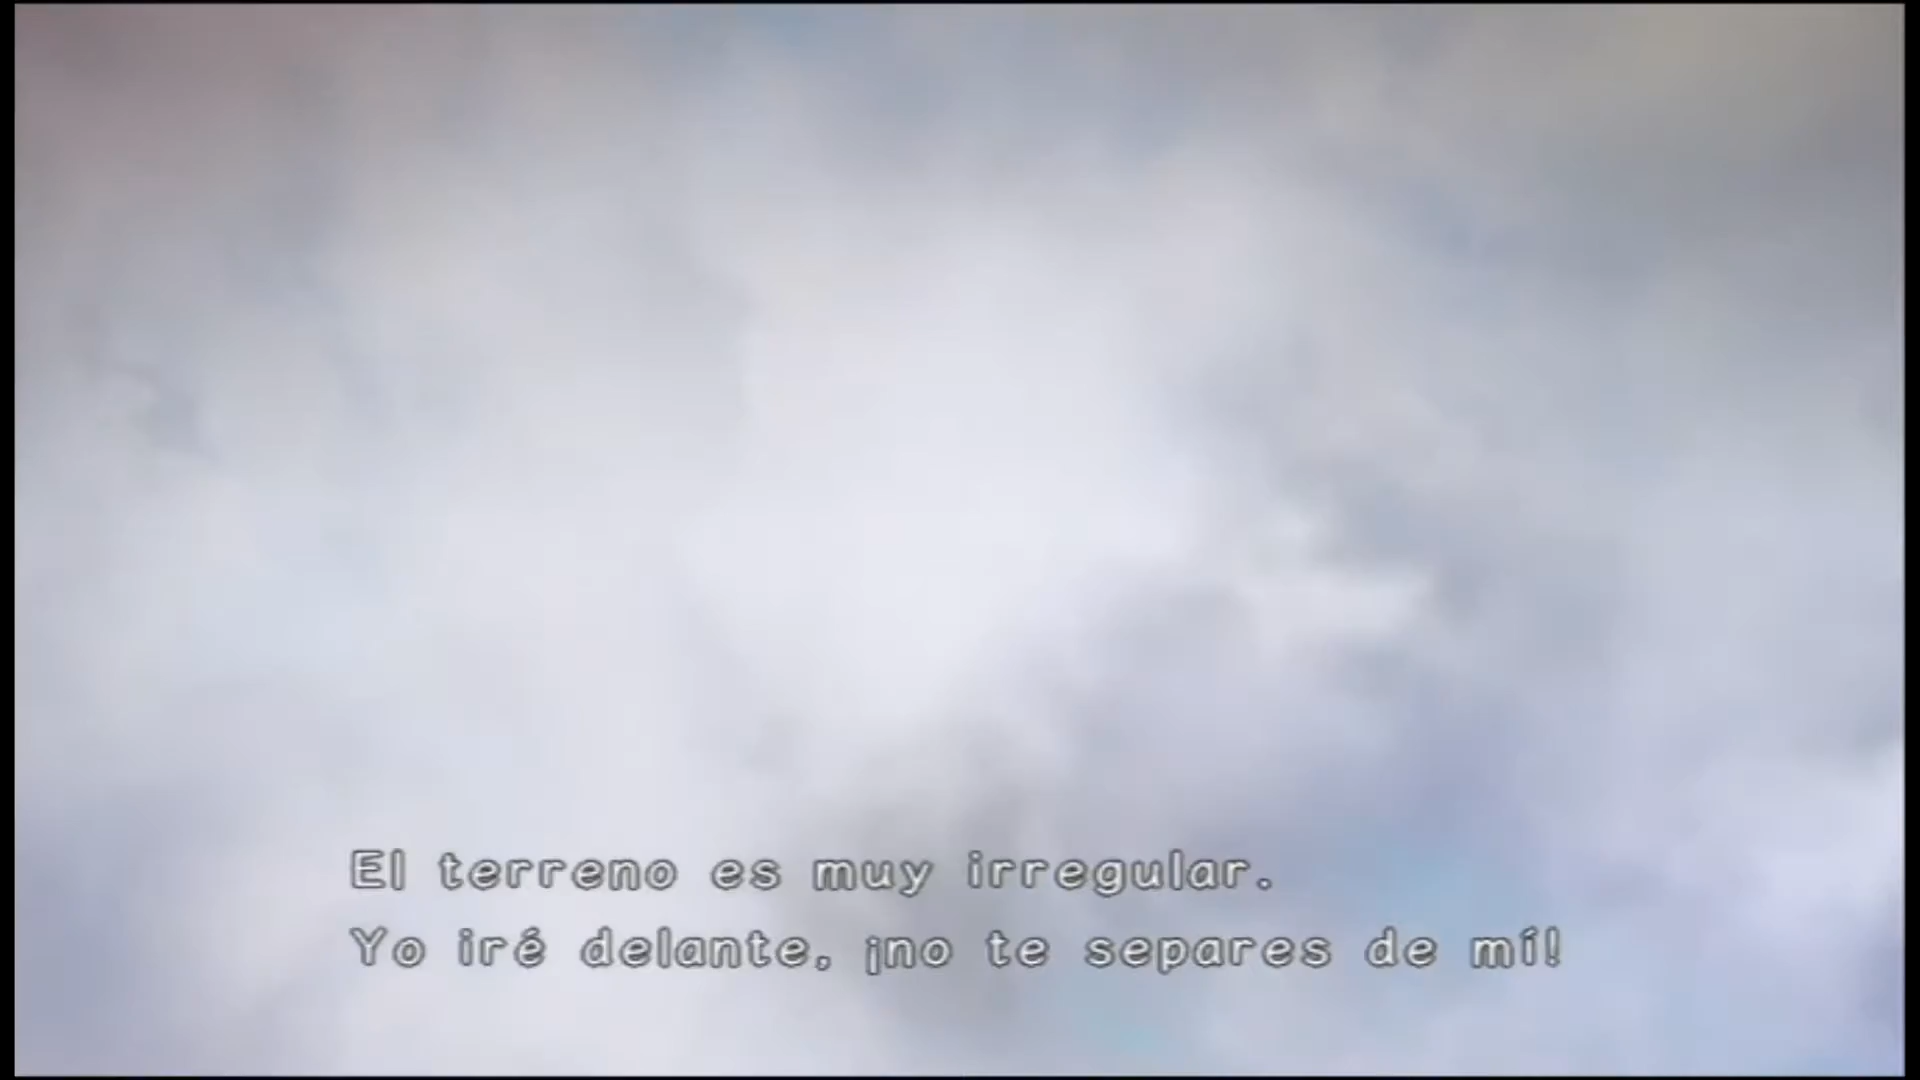 El terreno es muy irregular.
Yo iré delante, ¡no te separes de mí!